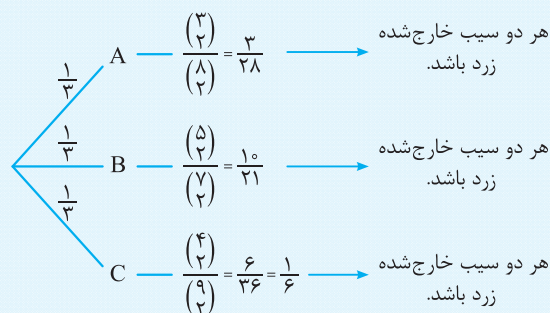 ۱/۳ A (۳ ۲)/(۸ ۲) = ۳/۲۸ هر دو سیب خارج‌شده
زرد باشد.
۱/۳ B (۵ ۲)/(۷ ۲) = ۱۰/۲۱ هر دو سیب خارج‌شده
زرد باشد.
۱/۳ C (۴ ۲)/(۹ ۲) = ۶/۳۶ = ۱/۶ هر دو سیب خارج‌شده
زرد باشد.